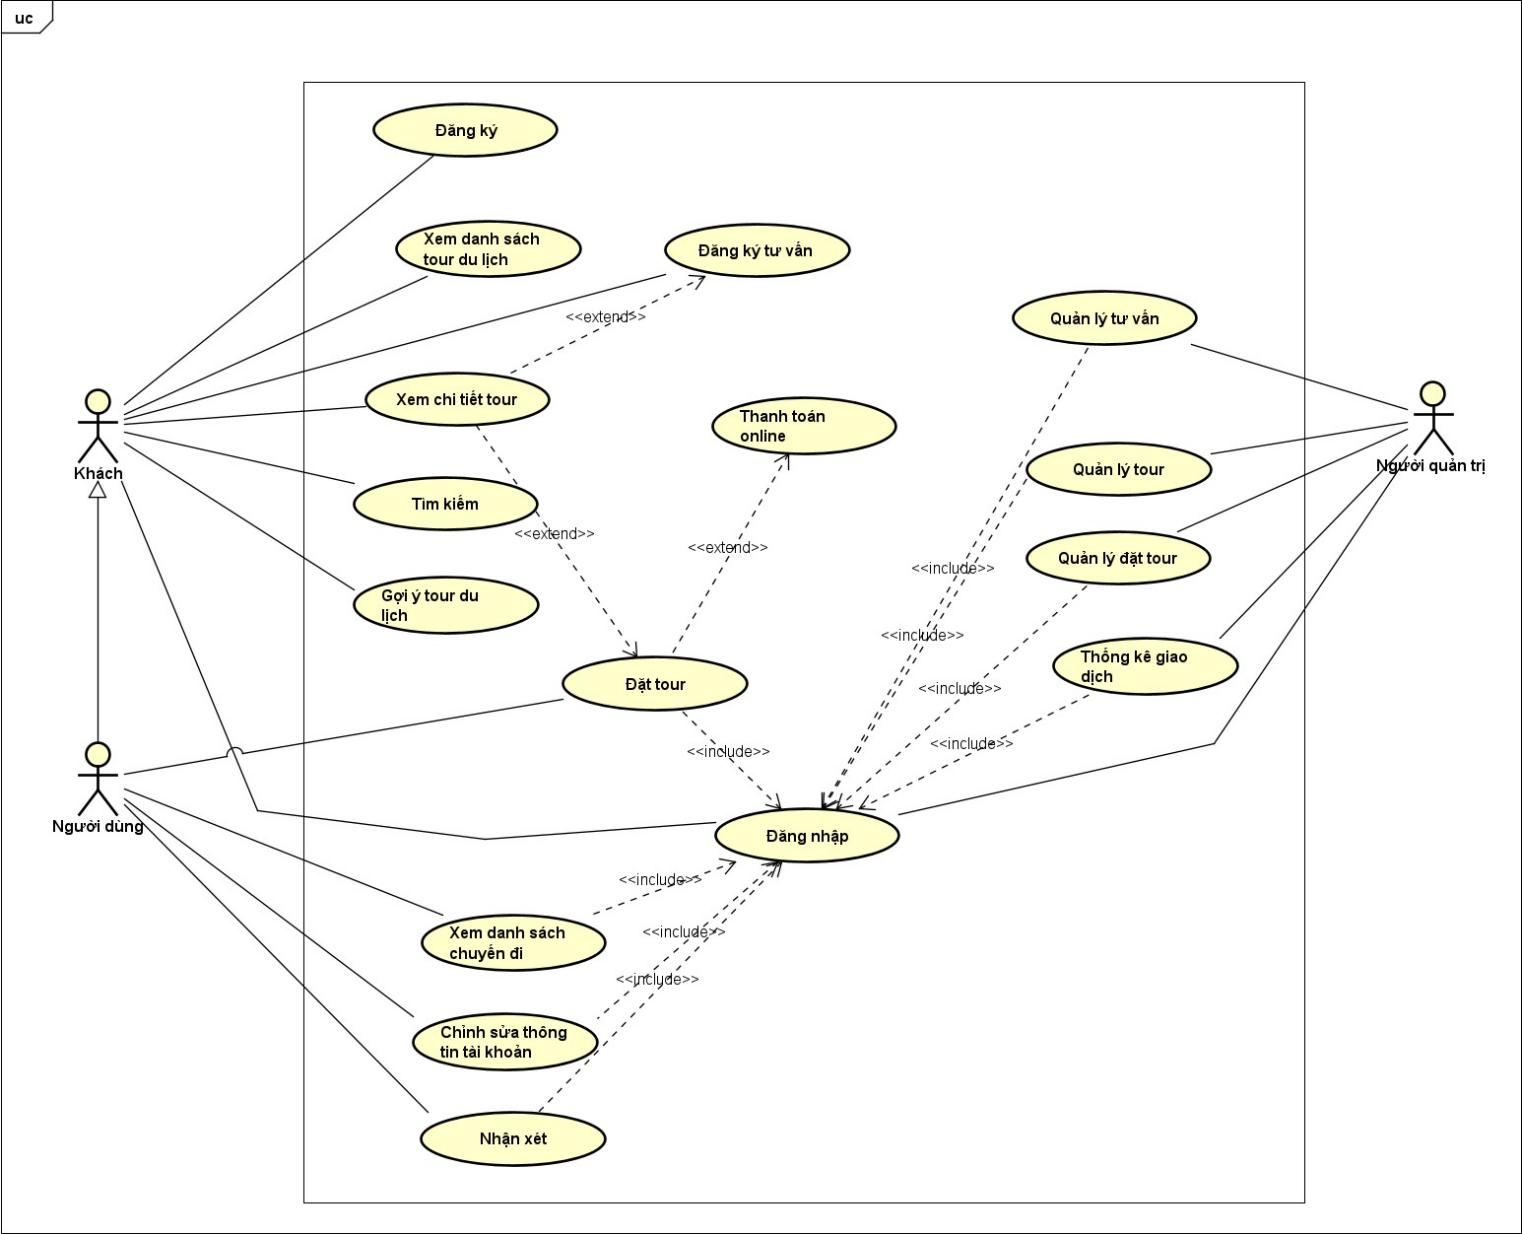 uc
Đăng ký
Xem danh sách
tour du lịch
Đăng ký tư vấn
<<extend>>
Quản lý tư vấn
Xem chi tiết tour
Thanh toán
online
Khách
Người quản trị
Quản lý tour
Tìm kiếm
<<extend>>
<<extend>>
Quản lý đặt tour
<<include>>
Gợi ý tour du
lịch
<<include>>
Thống kê giao
dịch
Đặt tour
<<include>>
<<include>>
<<include>>
Người dùng
Đăng nhập
<<include>>
Xem danh sách
chuyến đi
<<include>>
<<include>>
Chỉnh sửa thông
tin tài khoản
Nhận xét